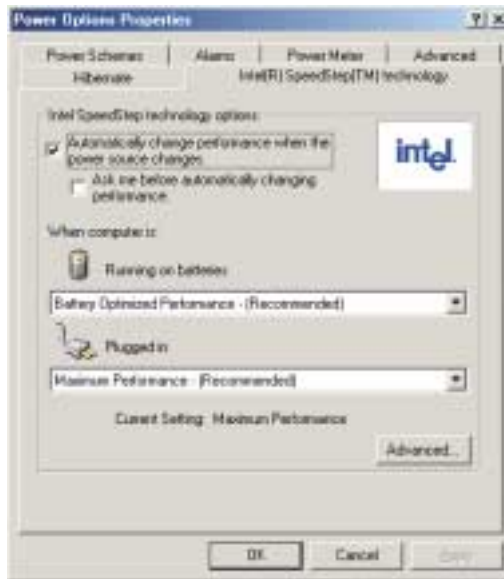 Power Options Properties
Power Schemes
Alarms
Power Meter
Advanced
Hibernate
Intel(R) SpeedStep(TM) technology
Intel SpeedStep technology options
Automatically change performance when the
power source changes
Ask me before automatically changing
performance.
intel.
When computer is:
Running on batteries
Battery Optimized Performance - (Recommended)
Plugged in
Maximum Performance - (Recommended)
Current Setting: Maximum Performance
Advanced...
OK
Cancel
Apply